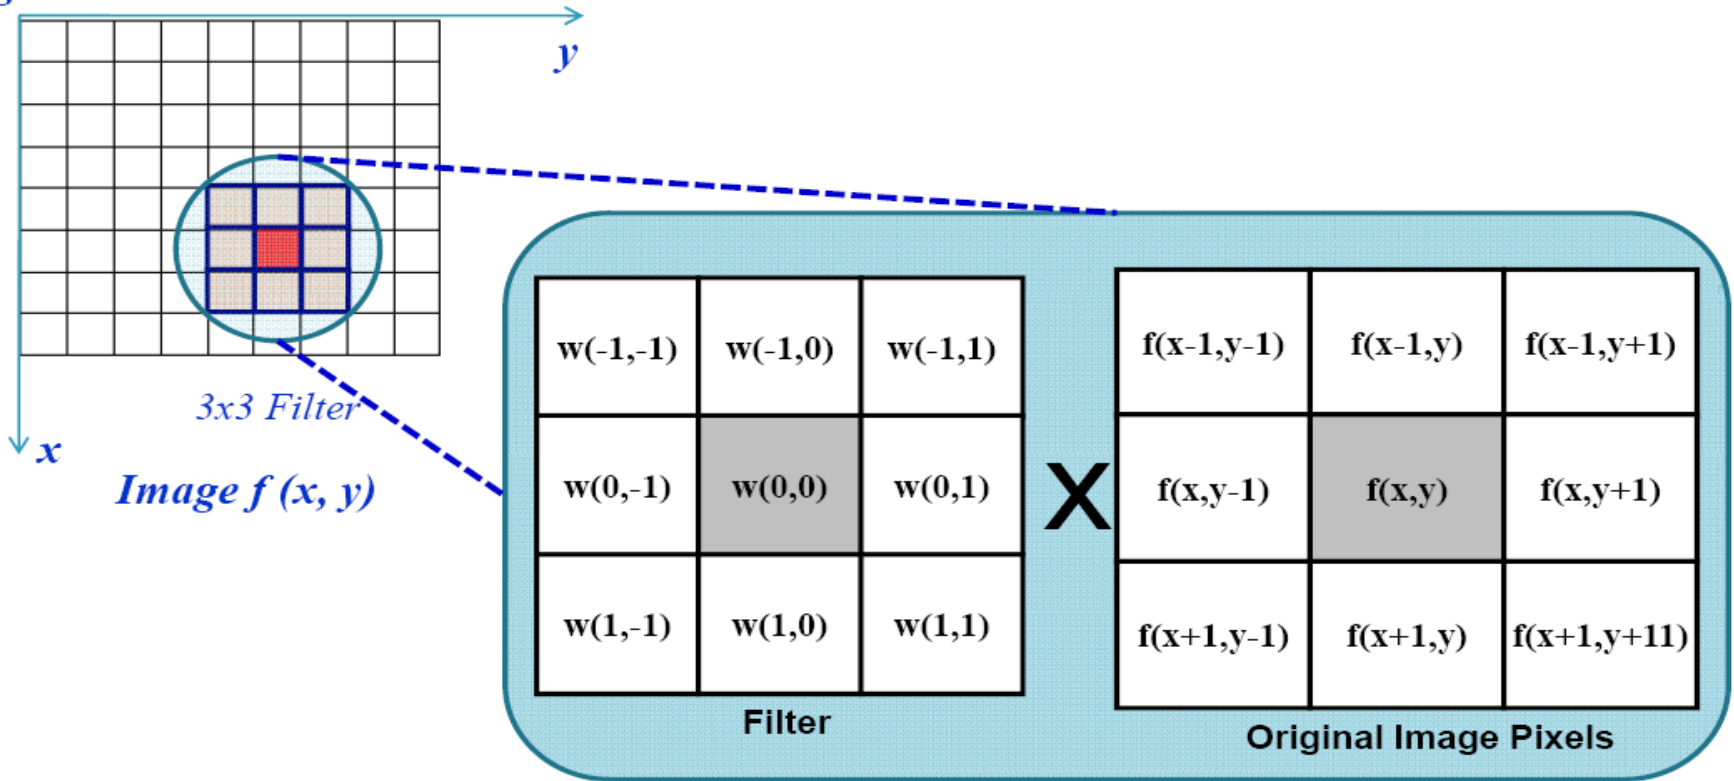 y
3x3 Filter
x
Image f (x, y)
w(-1,-1) w(-1,0) w(-1,1)
w(0,-1) w(0,0) w(0,1)
w(1,-1) w(1,0) w(1,1)
Filter
X
f(x-1,y-1) f(x-1,y) f(x-1,y+1)
f(x,y-1) f(x,y) f(x,y+1)
f(x+1,y-1) f(x+1,y) f(x+1,y+11)
Original Image Pixels